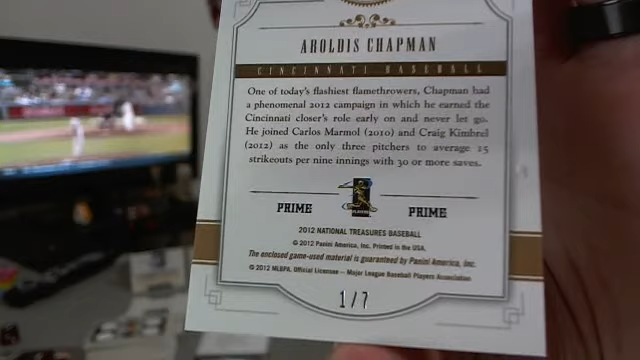 AROLDIS CHAPMAN
CINCINNATI BASEBALL
One of today's flashiest flamethrowers, Chapman had
a phenomenal 2012 campaign in which he earned the
Cincinnati closer's role early on and never let go.
He joined Carlos Marmol (2010) and Craig Kimbrel
(2012) as the only three pitchers to average 15
strikeouts per nine innings with 30 or more saves.
PRIME PRIME
2012 NATIONAL TREASURES BASEBALL
© 2012 Panini America, Inc. Printed in the USA.
The enclosed game-used material is guaranteed by Panini America, Inc.
© 2012 MLBPA. Official Licensee – Major League Baseball Players Association
1/7